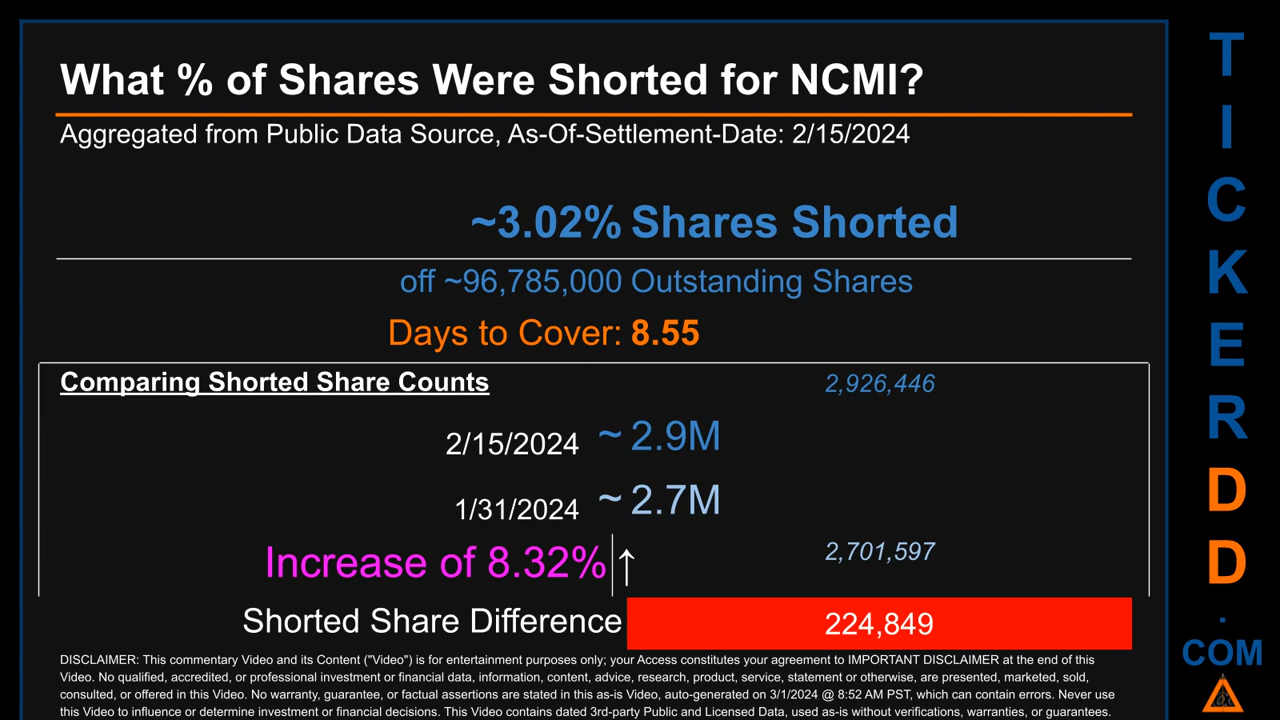 What % of Shares Were Shorted for NCMI?
Aggregated from Public Data Source, As-Of-Settlement-Date: 2/15/2024
~3.02% Shares Shorted
off ~96,785,000 Outstanding Shares
Days to Cover: 8.55
Comparing Shorted Share Counts 2,926,446
2/15/2024 ~ 2.9M
1/31/2024 ~ 2.7M
2,701,597
Increase of 8.32% ↑
Shorted Share Difference 224,849
DISCLAIMER: This commentary Video and its Content ("Video") is for entertainment purposes only; your Access constitutes your agreement to IMPORTANT DISCLAIMER at the end of this
Video. No qualified, accredited, or professional investment or financial data, information, content, advice, research, product, service, statement or otherwise, are presented, marketed, sold,
consulted, or offered in this Video. No warranty, guarantee, or factual assertions are stated in this as-is Video, auto-generated on 3/1/2024 @ 8:52 AM PST, which can contain errors. Never use
this Video to influence or determine investment or financial decisions. This Video contains dated 3rd-party Public and Licensed Data, used as-is without verifications, warranties, or guarantees.
T
I
C
K
E
R
D
D
.
COM